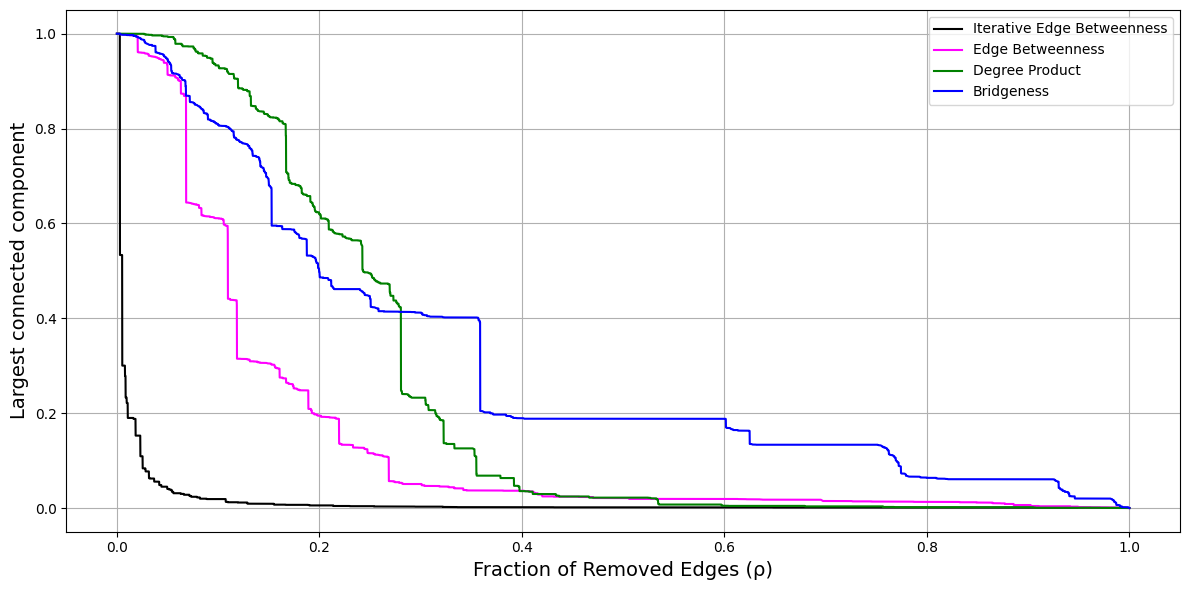 Iterative Edge Betweenness
Edge Betweenness
Degree Product
Bridgeness
Largest connected component
1.0
0.8
0.6
0.4
0.2
0.0
0.0 0.2 0.4 0.6 0.8 1.0
Fraction of Removed Edges (ρ)